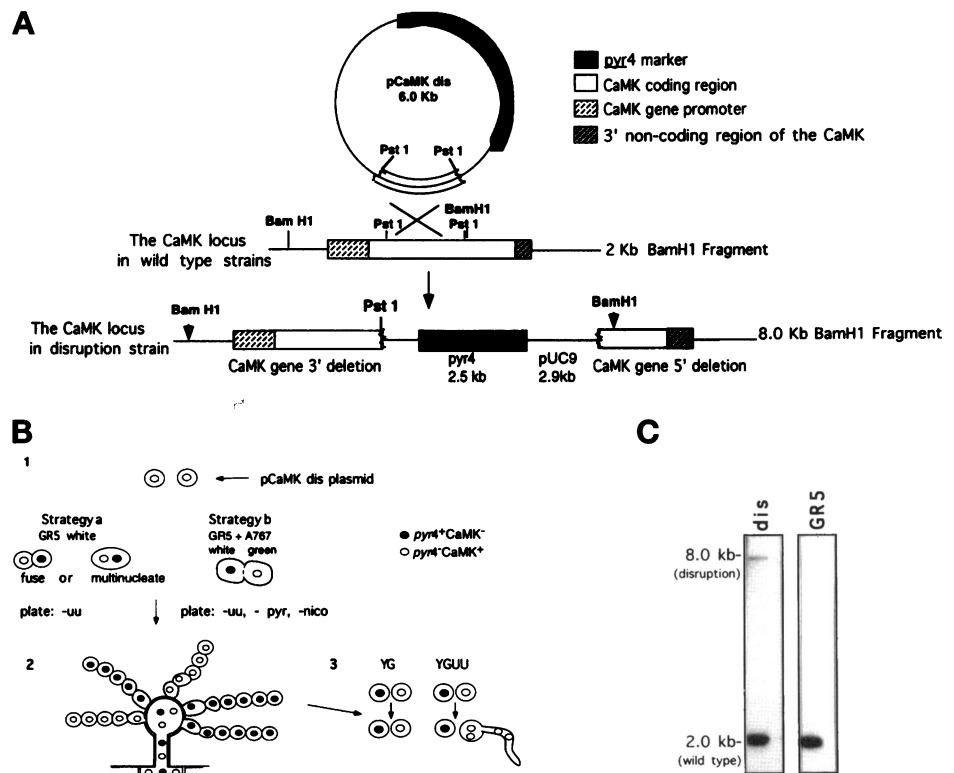 A
pCaMK dis
6.0 Kb
Pst 1 Pst 1
pyr4 marker
CaMK coding region
CaMK gene promoter
3' non-coding region of the CaMK
Bam H1 Pst 1 BamH1 Pst 1
The CaMK locus
in wild type strains
2 Kb BamH1 Fragment
Bam H1 Pst 1 BamH1
The CaMK locus
in disruption strain
8.0 Kb BamH1 Fragment
CaMK gene 3' deletion
pyr4
2.5 kb
pUC9
2.9kb
CaMK gene 5' deletion
B
1
pCaMK dis plasmid
Strategy a
GR5 white
fuse or multinucleate
Strategy b
GR5 + A767
white green
pyr4+CaMK-
pyr4-CaMK+
plate: -uu
plate: -uu, - pyr, -nico
2
3 YG YGUU
C
dis GR5
8.0 kb-
(disruption)
2.0 kb-
(wild type)